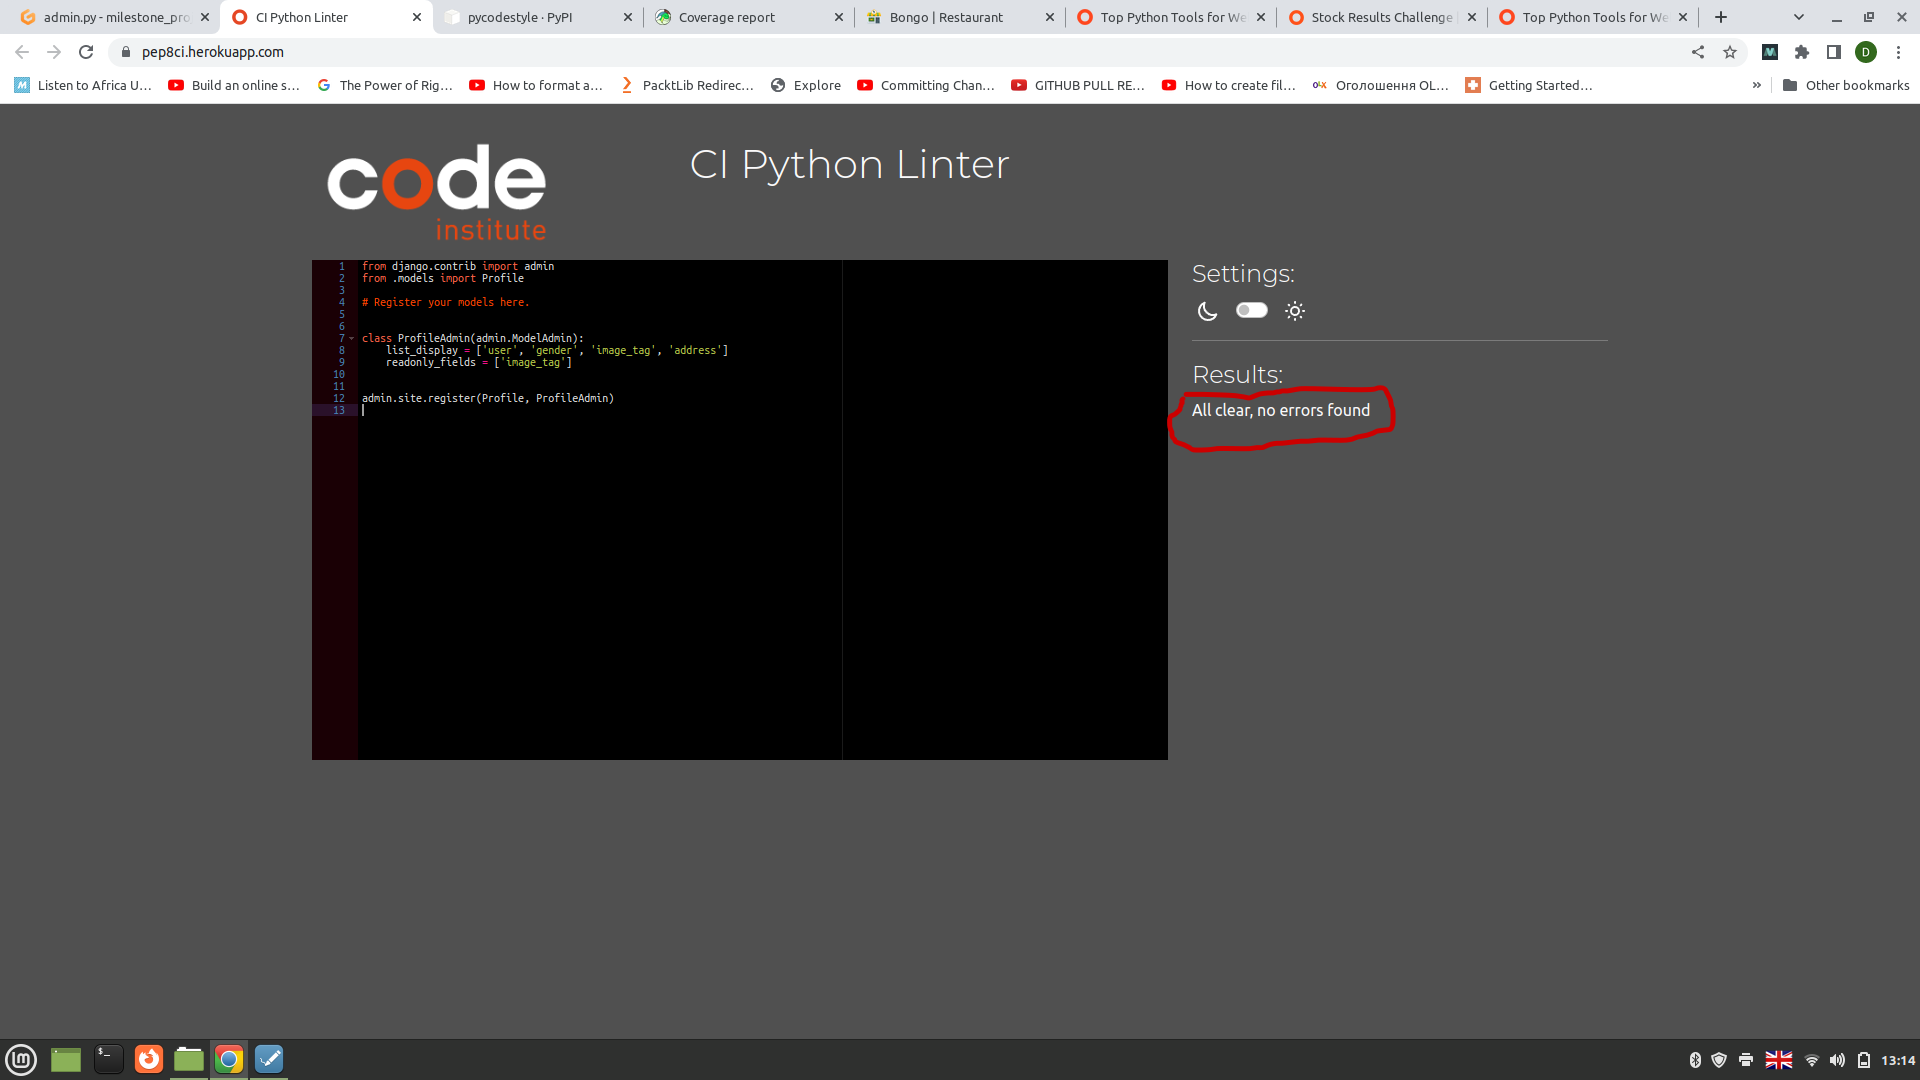 admin.py - milestone_pro
CI Python Linter
pycodestyle · PyPI
Coverage report
Bongo | Restaurant
Top Python Tools for We
Stock Results Challenge
Top Python Tools for We
pep8ci.herokuapp.com
D
Listen to Africa U...
Build an online s...
The Power of Rig...
How to format a...
PacktLib Redirec...
Explore
Committing Chan...
GITHUB PULL RE...
How to create fil...
OLX
Оголошення OL...
Getting Started...
»
Other bookmarks
code
institute
CI Python Linter
1 from django.contrib import admin
2 from .models import Profile
3
4 # Register your models here.
5
6
7 class ProfileAdmin(admin.ModelAdmin):
8 list_display = ['user', 'gender', 'image_tag', 'address']
9 readonly_fields = ['image_tag']
10
11
12 admin.site.register(Profile, ProfileAdmin)
13
Settings:
Results:
All clear, no errors found
13:14